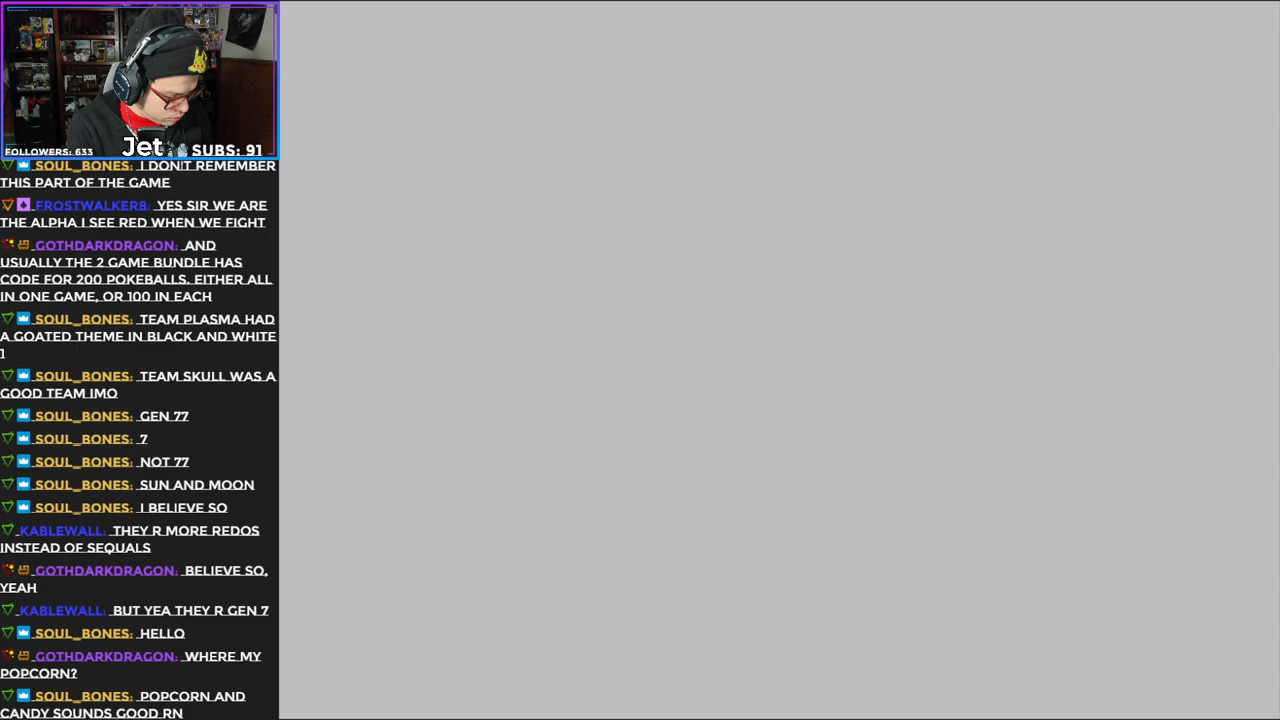 Jet
FOLLOWERS: 633
SUBS: 91
SOUL_BONES: I DON'T REMEMBER
THIS PART OF THE GAME
FROSTWALKER8: YES SIR WE ARE
THE ALPHA I SEE RED WHEN WE FIGHT
GOTHDARKDRAGON: AND
USUALLY THE 2 GAME BUNDLE HAS
CODE FOR 200 POKEBALLS. EITHER ALL
IN ONE GAME, OR 100 IN EACH
SOUL_BONES: TEAM PLASMA HAD
A GOATED THEME IN BLACK AND WHITE
1
SOUL_BONES: TEAM SKULL WAS A
GOOD TEAM IMO
SOUL_BONES: GEN 77
SOUL_BONES: 7
SOUL_BONES: NOT 77
SOUL_BONES: SUN AND MOON
SOUL_BONES: I BELIEVE SO
KABLEWALL: THEY R MORE REDOS
INSTEAD OF SEQUALS
GOTHDARKDRAGON: BELIEVE SO,
YEAH
KABLEWALL: BUT YEA THEY R GEN 7
SOUL_BONES: HELLO
GOTHDARKDRAGON: WHERE MY
POPCORN?
SOUL_BONES: POPCORN AND
CANDY SOUNDS GOOD RN